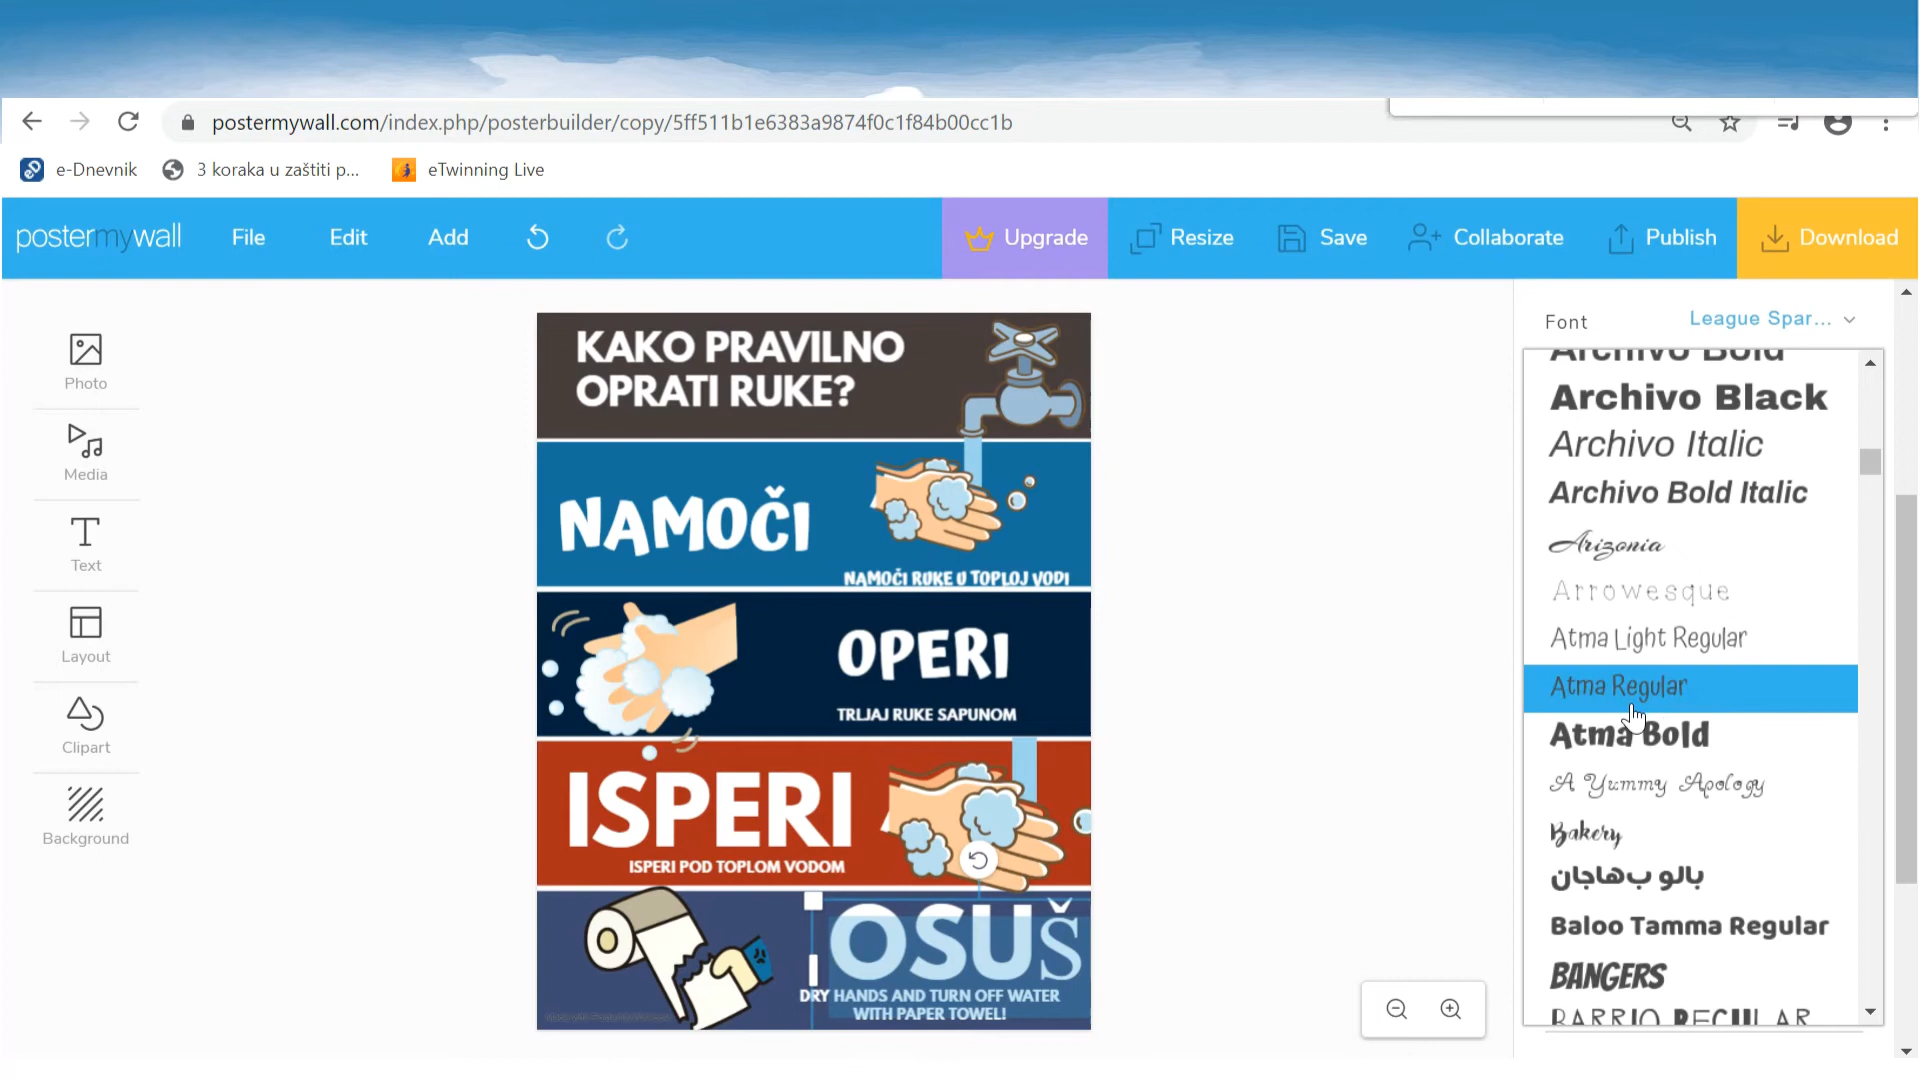 postermywall.com/index.php/posterbuilder/copy/5ff511b1e6383a9874f0c1f84b00cc1b
e-Dnevnik
3 koraka u zaštiti p...
eTwinning Live
postermywall
File
Edit
Add
Upgrade
Resize
Save
Collaborate
Publish
Download
Photo
Media
Text
Layout
Clipart
Background
KAKO PRAVILNO
OPRATI RUKE?
NAMOČI
NAMOČI RUKE U TOPLOJ VODI
OPERI
TRLJAJ RUKE SAPUNOM
ISPERI
ISPERI POD TOPLOM VODOM
OSUŠ
DRY HANDS AND TURN OFF WATER
WITH PAPER TOWEL!
Font
League Spar...
Archivo Bold
Archivo Black
Archivo Italic
Archivo Bold Italic
Arizonia
Arrowesque
Atma Light Regular
Atma Regular
Atma Bold
A Yummy Apology
Bakery
بالو بهاجان
Baloo Tamma Regular
BANGERS
BARRIO REGULAR